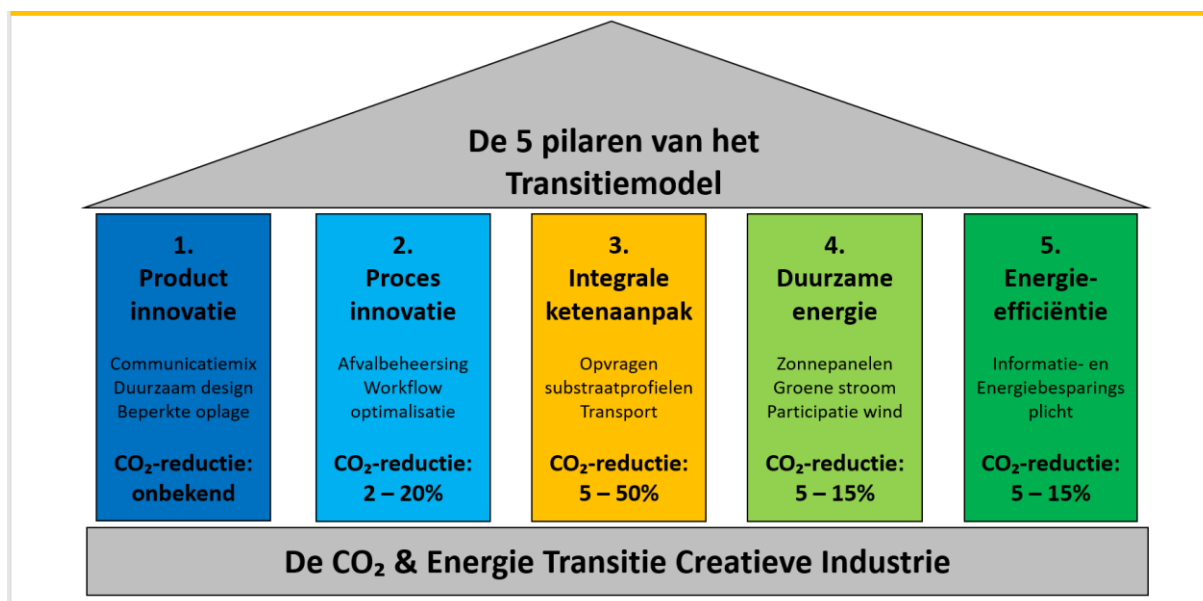 De 5 pilaren van het
Transitiemodel
1.
Product
innovatie
Communicatiemix
Duurzaam design
Beperkte oplage
CO₂-reductie:
onbekend
2.
Proces
innovatie
Afvalbeheersing
Workflow
optimalisatie
CO₂-reductie:
2 – 20%
3.
Integrale
ketenaanpak
Opvragen
substraatprofielen
Transport
CO₂-reductie:
5 – 50%
4.
Duurzame
energie
Zonnepanelen
Groene stroom
Participatie wind
CO₂-reductie:
5 – 15%
5.
Energie-
efficiëntie
Informatie- en
Energiebesparings
plicht
CO₂-reductie:
5 – 15%
De CO₂ & Energie Transitie Creatieve Industrie